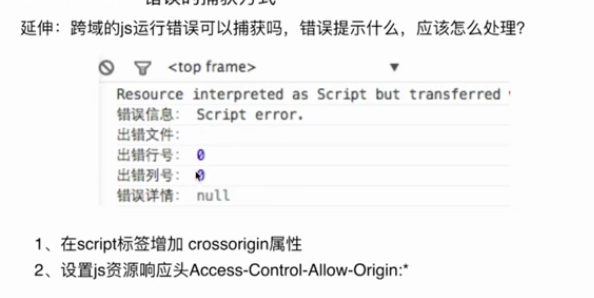 延伸：跨域的js运行错误可以捕获吗，错误提示什么，应该怎么处理？
<top frame>
Resource interpreted as Script but transferred
错误信息： Script error.
出错文件：
出错行号： 0
出错列号： 0
错误详情： null
1、在script标签增加 crossorigin属性
2、设置js资源响应头Access-Control-Allow-Origin:*